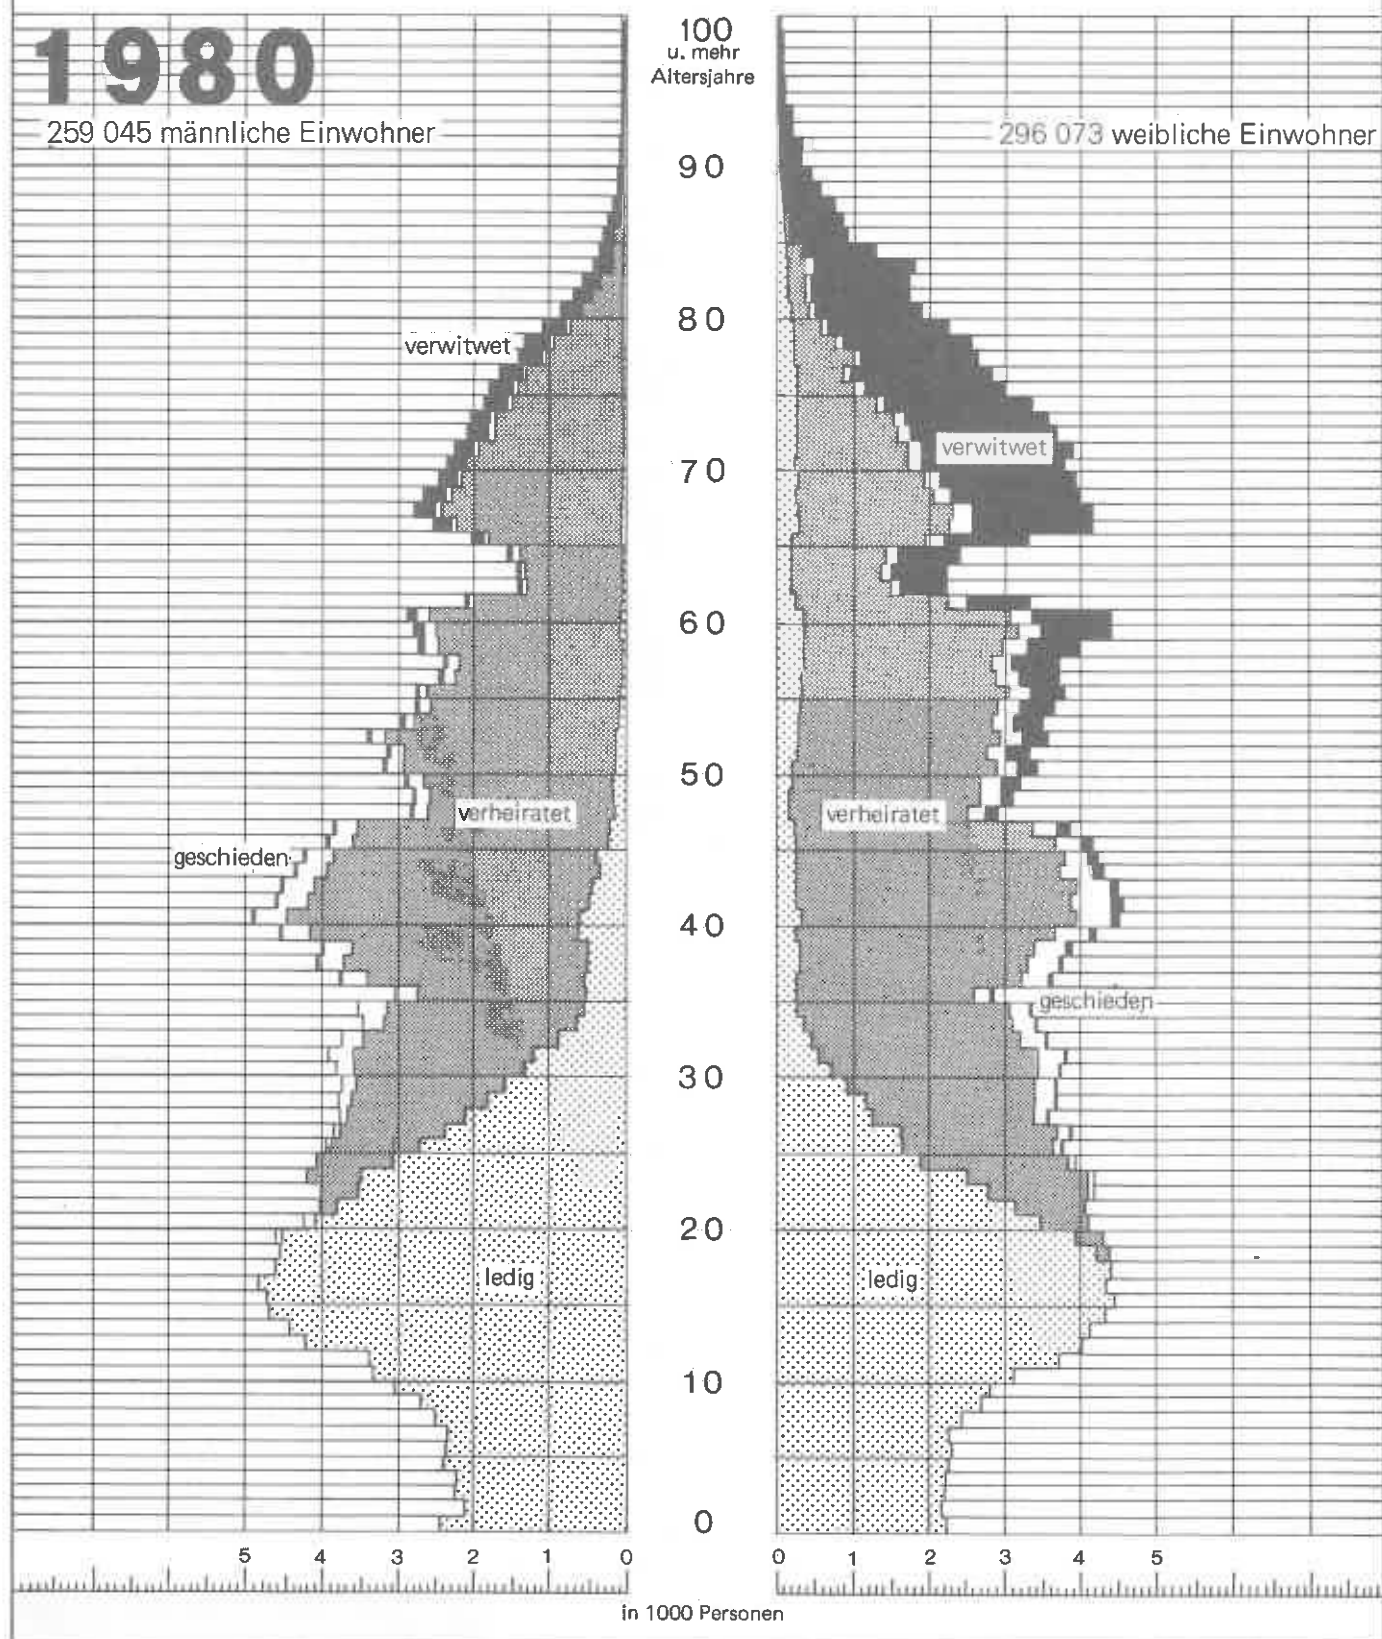 1980
259 045 männliche Einwohner
296 073 weibliche Einwohner
100
u. mehr
Altersjahre
90
80
70
60
50
40
30
20
10
0
verwitwet
verwitwet
verheiratet
verheiratet
geschieden
geschieden
ledig
ledig
5 4 3 2 1 0
0 1 2 3 4 5
in 1000 Personen